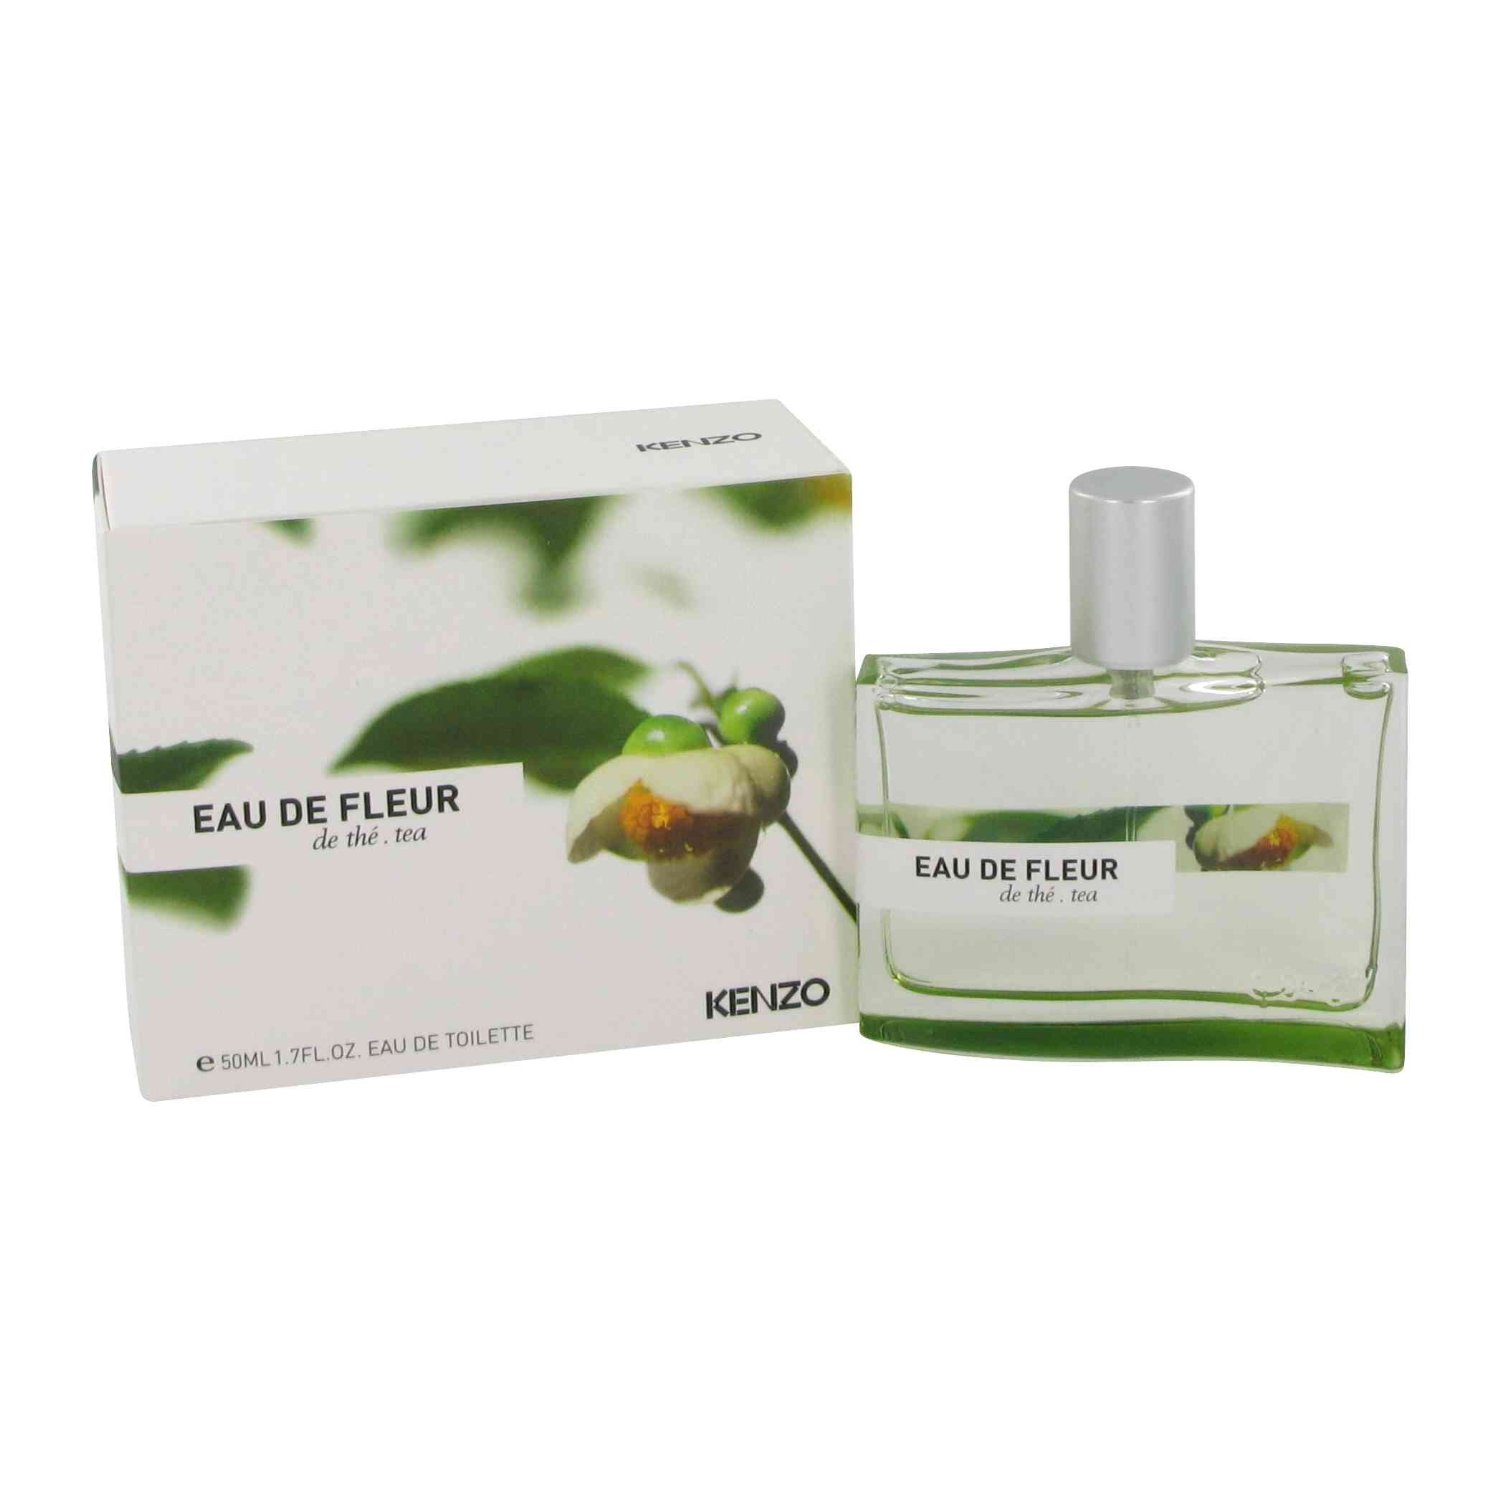 KENZO
EAU DE FLEUR
de thé . tea
KENZO
e 50ML 1.7FL.OZ. EAU DE TOILETTE
EAU DE FLEUR
de thé . tea